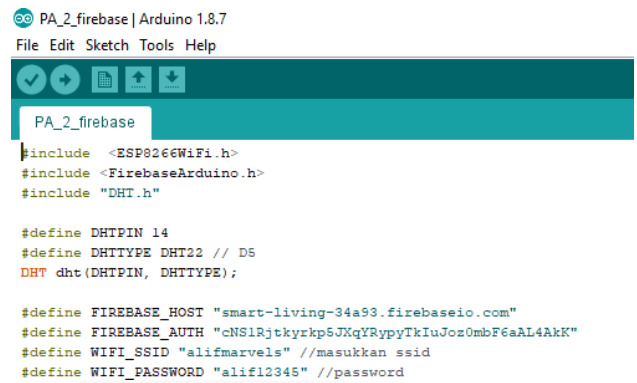 PA_2_firebase | Arduino 1.8.7
File Edit Sketch Tools Help
PA_2_firebase
#include  <ESP8266WiFi.h>
#include <FirebaseArduino.h>
#include "DHT.h"
#define DHTPIN 14
#define DHTTYPE DHT22 // D5
DHT dht(DHTPIN, DHTTYPE);
#define FIREBASE_HOST "smart-living-34a93.firebaseio.com"
#define FIREBASE_AUTH "cNS1RjtkyrKp5JXqYRypyTkIuJoz0mbF6aAL4AkK"
#define WIFI_SSID "alifmarvels" //masukkan ssid
#define WIFI_PASSWORD "alif12345" //password